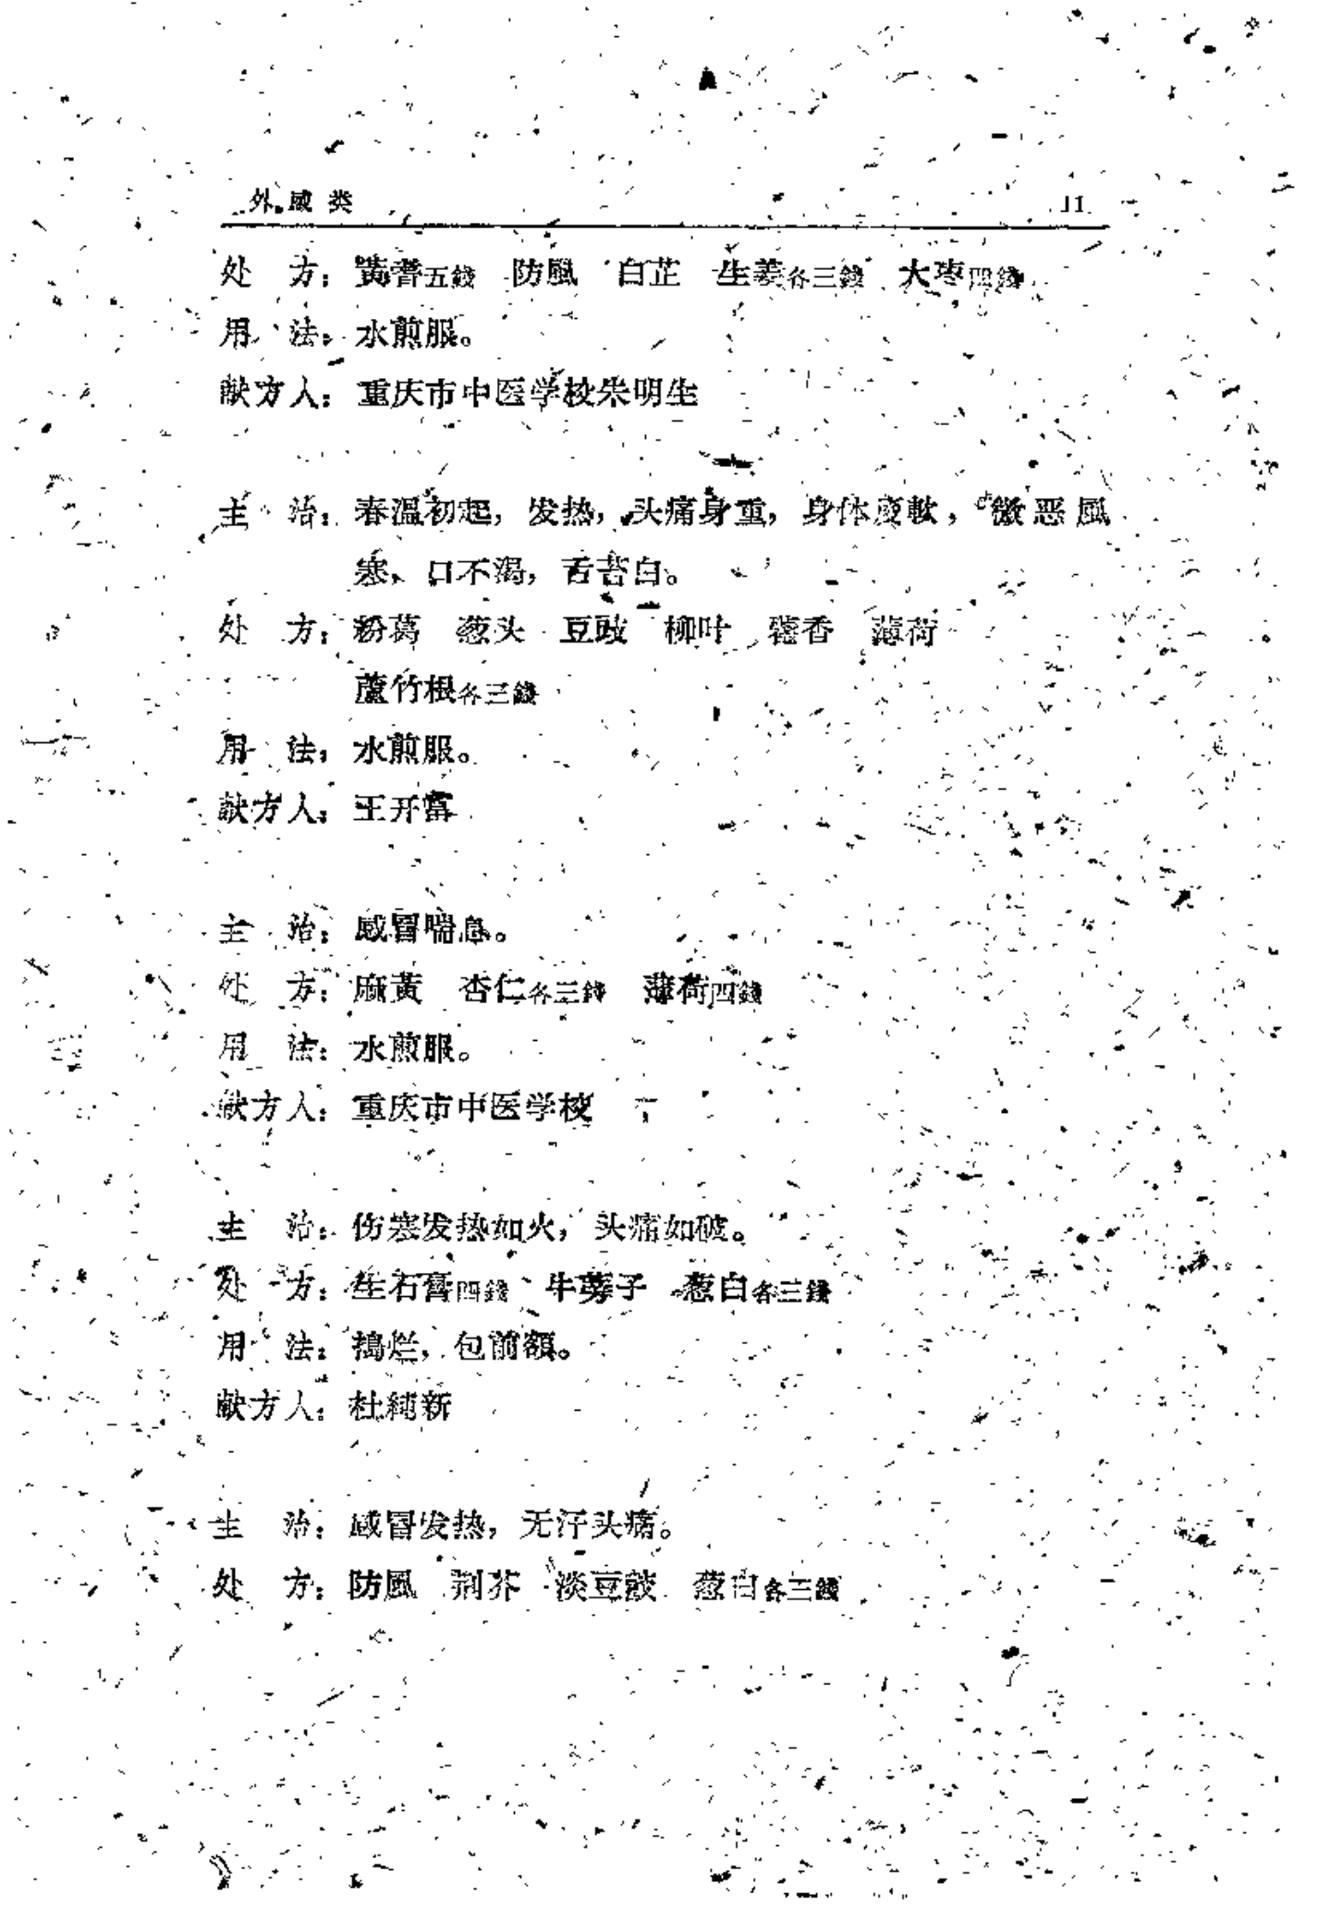 外感类 11
处　方：黃蓍五錢　防風　白芷　生姜各三錢　大枣四錢
用　法：水煎服。
献方人：重庆市中医学校朱明生
主　治：春溫初起，发热，头痛身重，身体疲軟，微恶風
寒、口不渴，舌苔白。
处　方：粉葛　葱头　豆豉　柳叶　藿香　薄荷
蘆竹根各三錢
用　法：水煎服。
献方人：王开富
主　治：感冒喘息。
处　方：麻黃　杏仁各三錢　薄荷四錢
用　法：水煎服。
献方人：重庆市中医学校
主　治：伤寒发热如火，头痛如破。
处　方：生石膏四錢　牛蒡子　葱白各三錢
用　法：搗烂，包前額。
献方人：杜純新
主　治：感冒发热，无汗头痛。
处　方：防風　荆芥　淡豆豉　葱白各三錢